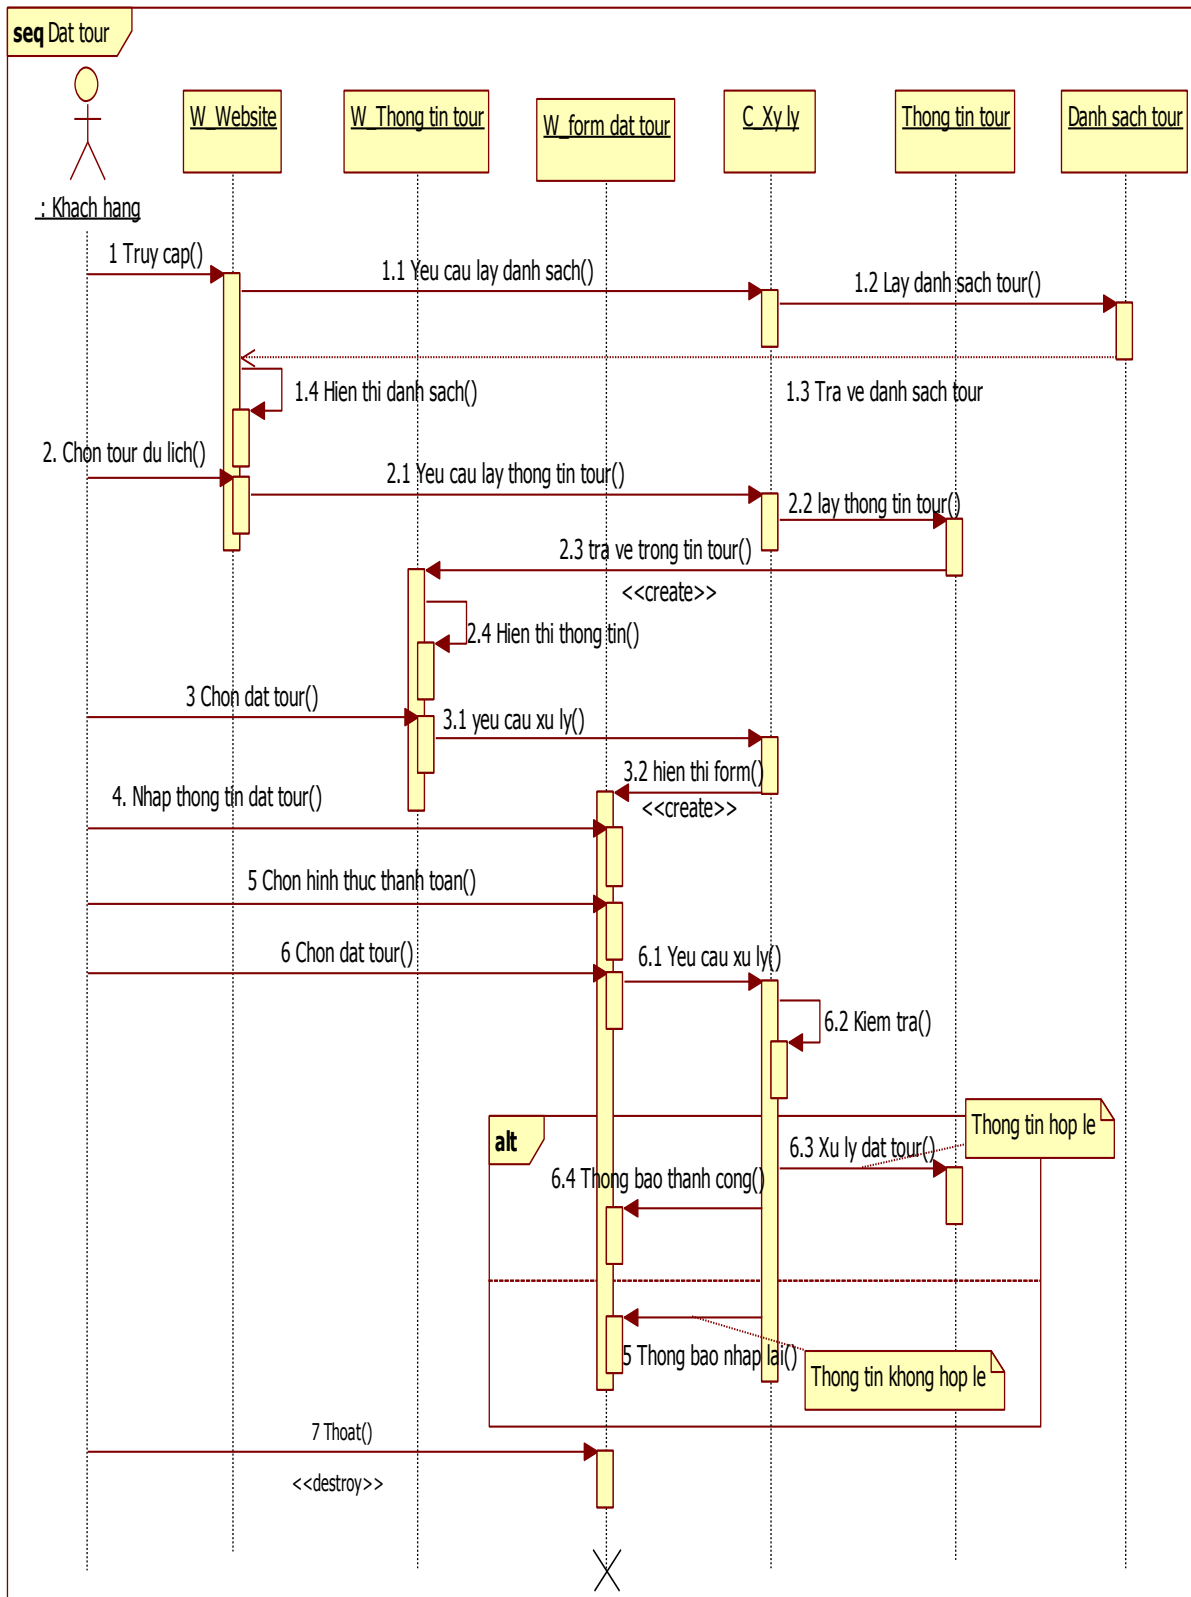 seq Dat tour
W_Website
W_Thong tin tour
W_form dat tour
C_Xy ly
Thong tin tour
Danh sach tour
: Khach hang
1 Truy cap()
1.1 Yeu cau lay danh sach()
1.2 Lay danh sach tour()
1.4 Hien thi danh sach()
1.3 Tra ve danh sach tour
2. Chon tour du lich()
2.1 Yeu cau lay thong tin tour()
2.2 lay thong tin tour()
2.3 tra ve trong tin tour()
<<create>>
2.4 Hien thi thong tin()
3 Chon dat tour()
3.1 yeu cau xu ly()
3.2 hien thi form()
<<create>>
4. Nhap thong tin dat tour()
5 Chon hinh thuc thanh toan()
6 Chon dat tour()
6.1 Yeu cau xu ly()
6.2 Kiem tra()
alt
Thong tin hop le
6.3 Xu ly dat tour()
6.4 Thong bao thanh cong()
5 Thong bao nhap lai()
Thong tin khong hop le
7 Thoat()
<<destroy>>